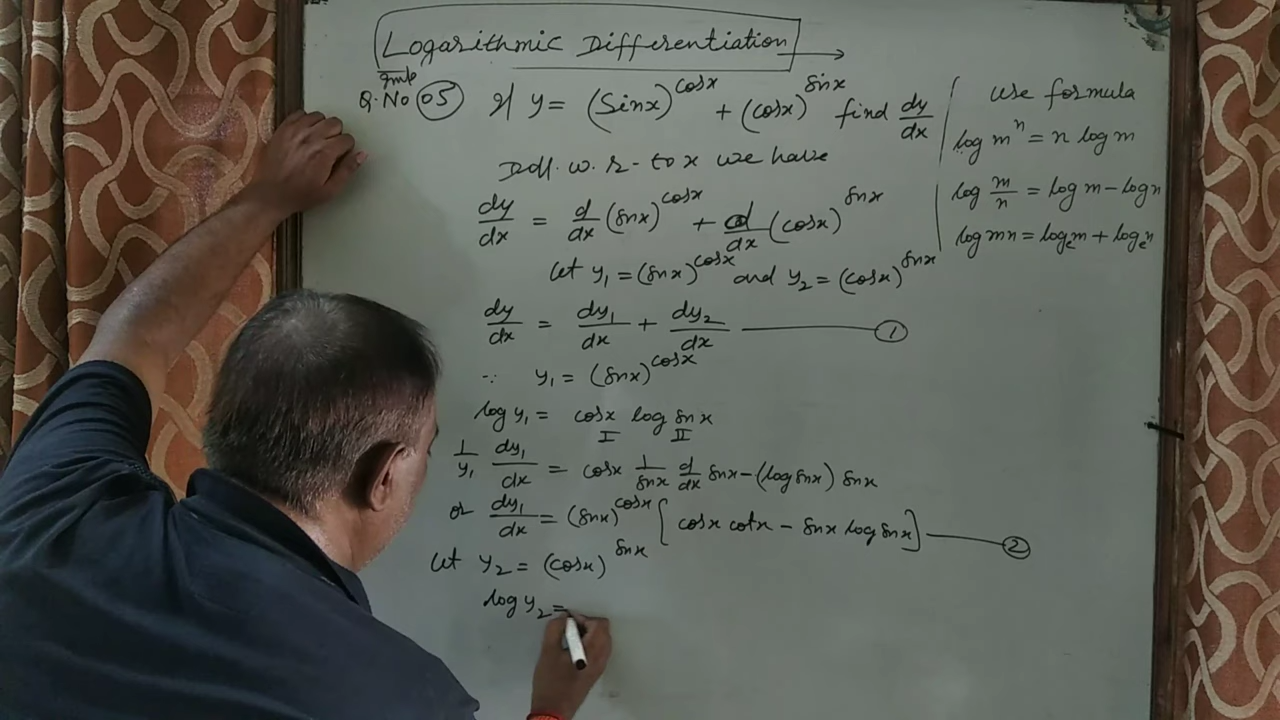 Logarithmic Differentiation →
Imp
Q. No 05 If y = (Sinx)^cosx + (cosx)^sinx find dy/dx
Diff. w. r. to x we have
dy/dx = d/dx (sinx)^cosx + d/dx (cosx)^sinx
Let y₁ = (sinx)^cosx and y₂ = (cosx)^sinx
dy/dx = dy₁/dx + dy₂/dx — ①
∵ y₁ = (sinx)^cosx
log y₁ = cosx log sinx
I II
1/y₁ dy₁/dx = cosx 1/sinx d/dx sinx - (log sinx) sinx
or dy₁/dx = (sinx)^cosx [cosx cotx - sinx log sinx] — ②
Let y₂ = (cosx)^sinx
log y₂ =
Use formula
log mⁿ = n log m
log m/n = log m - log n
log mn = logₑm + logₑn